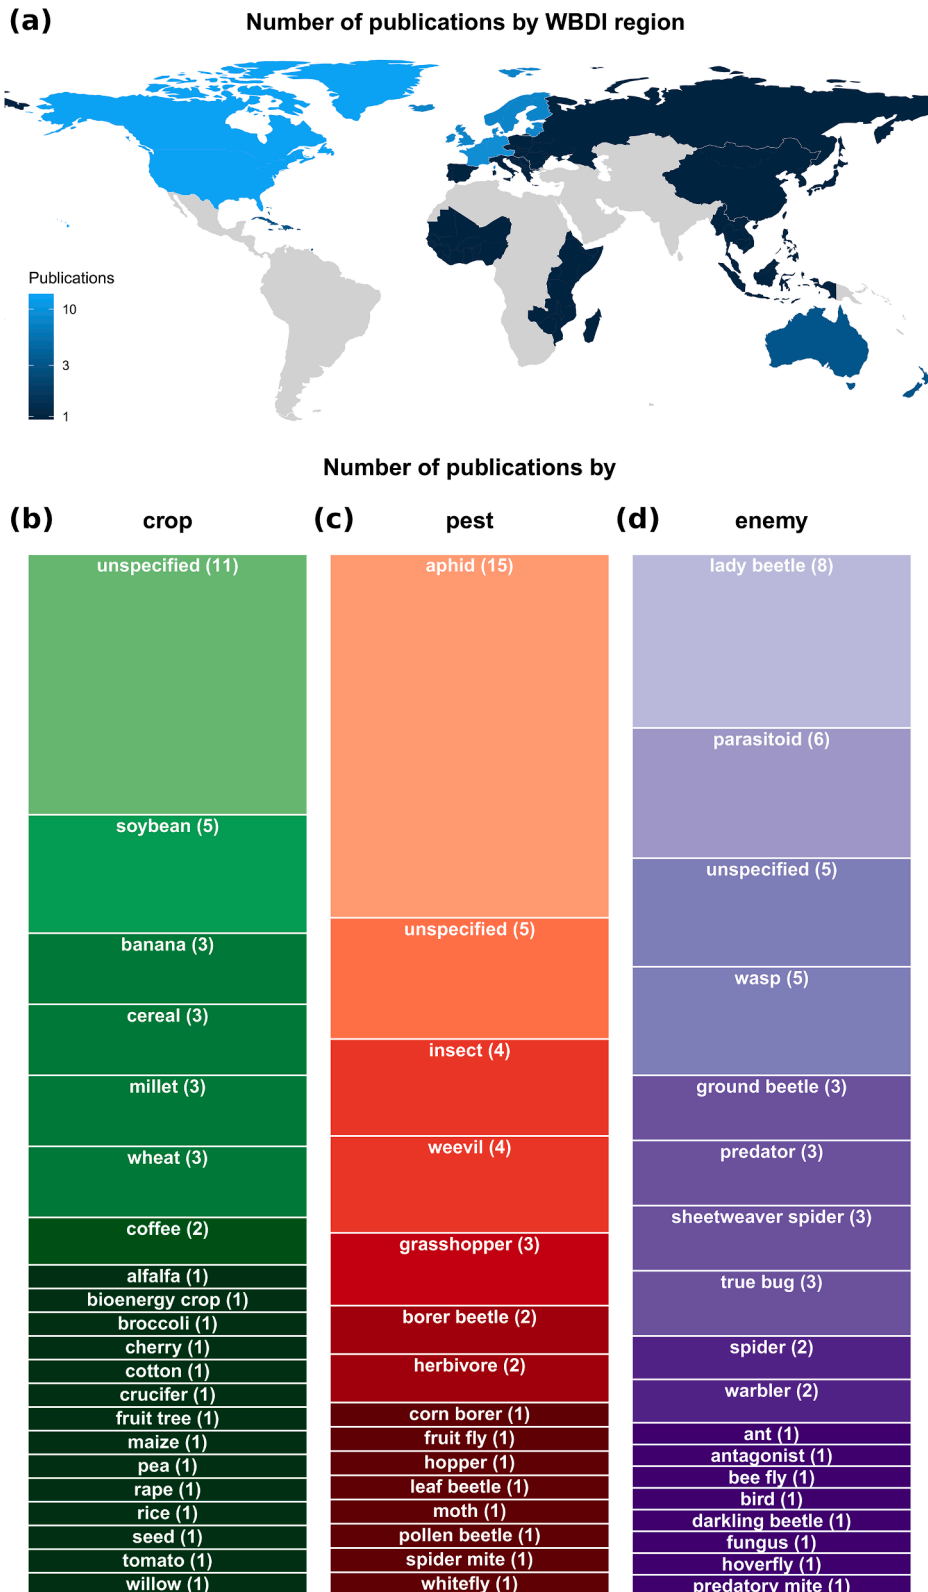 (a)
Number of publications by WBDI region
Publications
10
3
1
Number of publications by
(b) crop
unspecified (11)
soybean (5)
banana (3)
cereal (3)
millet (3)
wheat (3)
coffee (2)
alfalfa (1)
bioenergy crop (1)
broccoli (1)
cherry (1)
cotton (1)
crucifer (1)
fruit tree (1)
maize (1)
pea (1)
rape (1)
rice (1)
seed (1)
tomato (1)
willow (1)
(c) pest
aphid (15)
unspecified (5)
insect (4)
weevil (4)
grasshopper (3)
borer beetle (2)
herbivore (2)
corn borer (1)
fruit fly (1)
hopper (1)
leaf beetle (1)
moth (1)
pollen beetle (1)
spider mite (1)
whitefly (1)
(d) enemy
lady beetle (8)
parasitoid (6)
unspecified (5)
wasp (5)
ground beetle (3)
predator (3)
sheetweaver spider (3)
true bug (3)
spider (2)
warbler (2)
ant (1)
antagonist (1)
bee fly (1)
bird (1)
darkling beetle (1)
fungus (1)
hoverfly (1)
predatory mite (1)